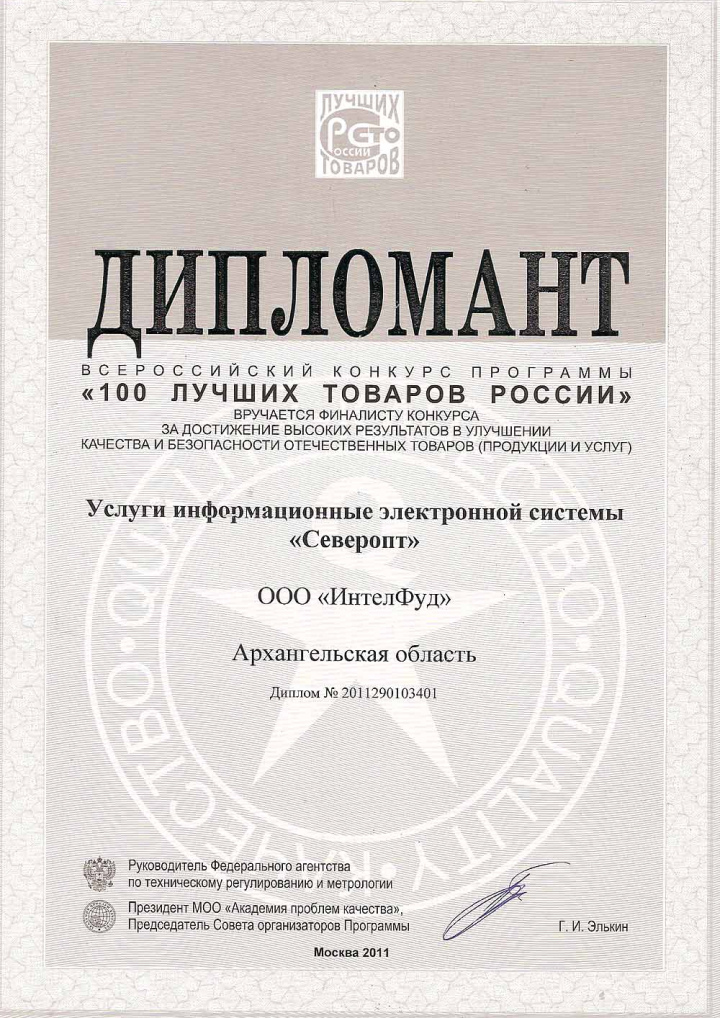 ЛУЧШИХ
РСТО
РОССИИ
ТОВАРОВ
ДИПЛОМАНТ
ВСЕРОССИЙСКИЙ КОНКУРС ПРОГРАММЫ
«100 ЛУЧШИХ ТОВАРОВ РОССИИ»
ВРУЧАЕТСЯ ФИНАЛИСТУ КОНКУРСА
ЗА ДОСТИЖЕНИЕ ВЫСОКИХ РЕЗУЛЬТАТОВ В УЛУЧШЕНИИ
КАЧЕСТВА И БЕЗОПАСНОСТИ ОТЕЧЕСТВЕННЫХ ТОВАРОВ (ПРОДУКЦИИ И УСЛУГ)
Услуги информационные электронной системы
«Североpt»
ООО «ИнтелФуд»
Архангельская область
Диплом № 2011290103401
КАЧЕСТВО • QUALITY • КАЧЕСТВО • QUALITY
Руководитель Федерального агентства
по техническому регулированию и метрологии
Президент МОО «Академия проблем качества»,
Председатель Совета организаторов Программы
Г. И. Элькин
Москва 2011